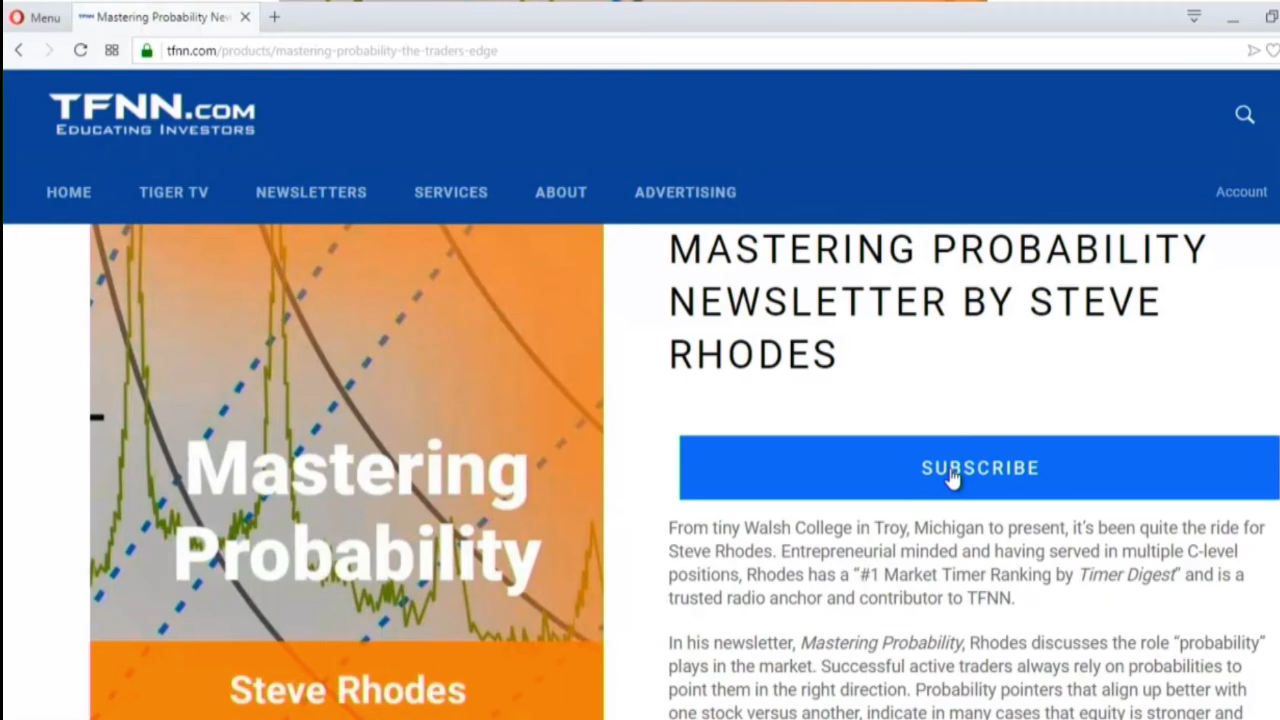 Menu
TFNN Mastering Probability New
tfnn.com/products/mastering-probability-the-traders-edge
TFNN.COM
EDUCATING INVESTORS
HOME TIGER TV NEWSLETTERS SERVICES ABOUT ADVERTISING Account
MASTERING PROBABILITY
NEWSLETTER BY STEVE
RHODES
SUBSCRIBE
From tiny Walsh College in Troy, Michigan to present, it's been quite the ride for
Steve Rhodes. Entrepreneurial minded and having served in multiple C-level
positions, Rhodes has a “#1 Market Timer Ranking by Timer Digest” and is a
trusted radio anchor and contributor to TFNN.
In his newsletter, Mastering Probability, Rhodes discusses the role “probability”
plays in the market. Successful active traders always rely on probabilities to
point them in the right direction. Probability pointers that align up better with
one stock versus another, indicate in many cases that equity is stronger and
Mastering
Probability
Steve Rhodes